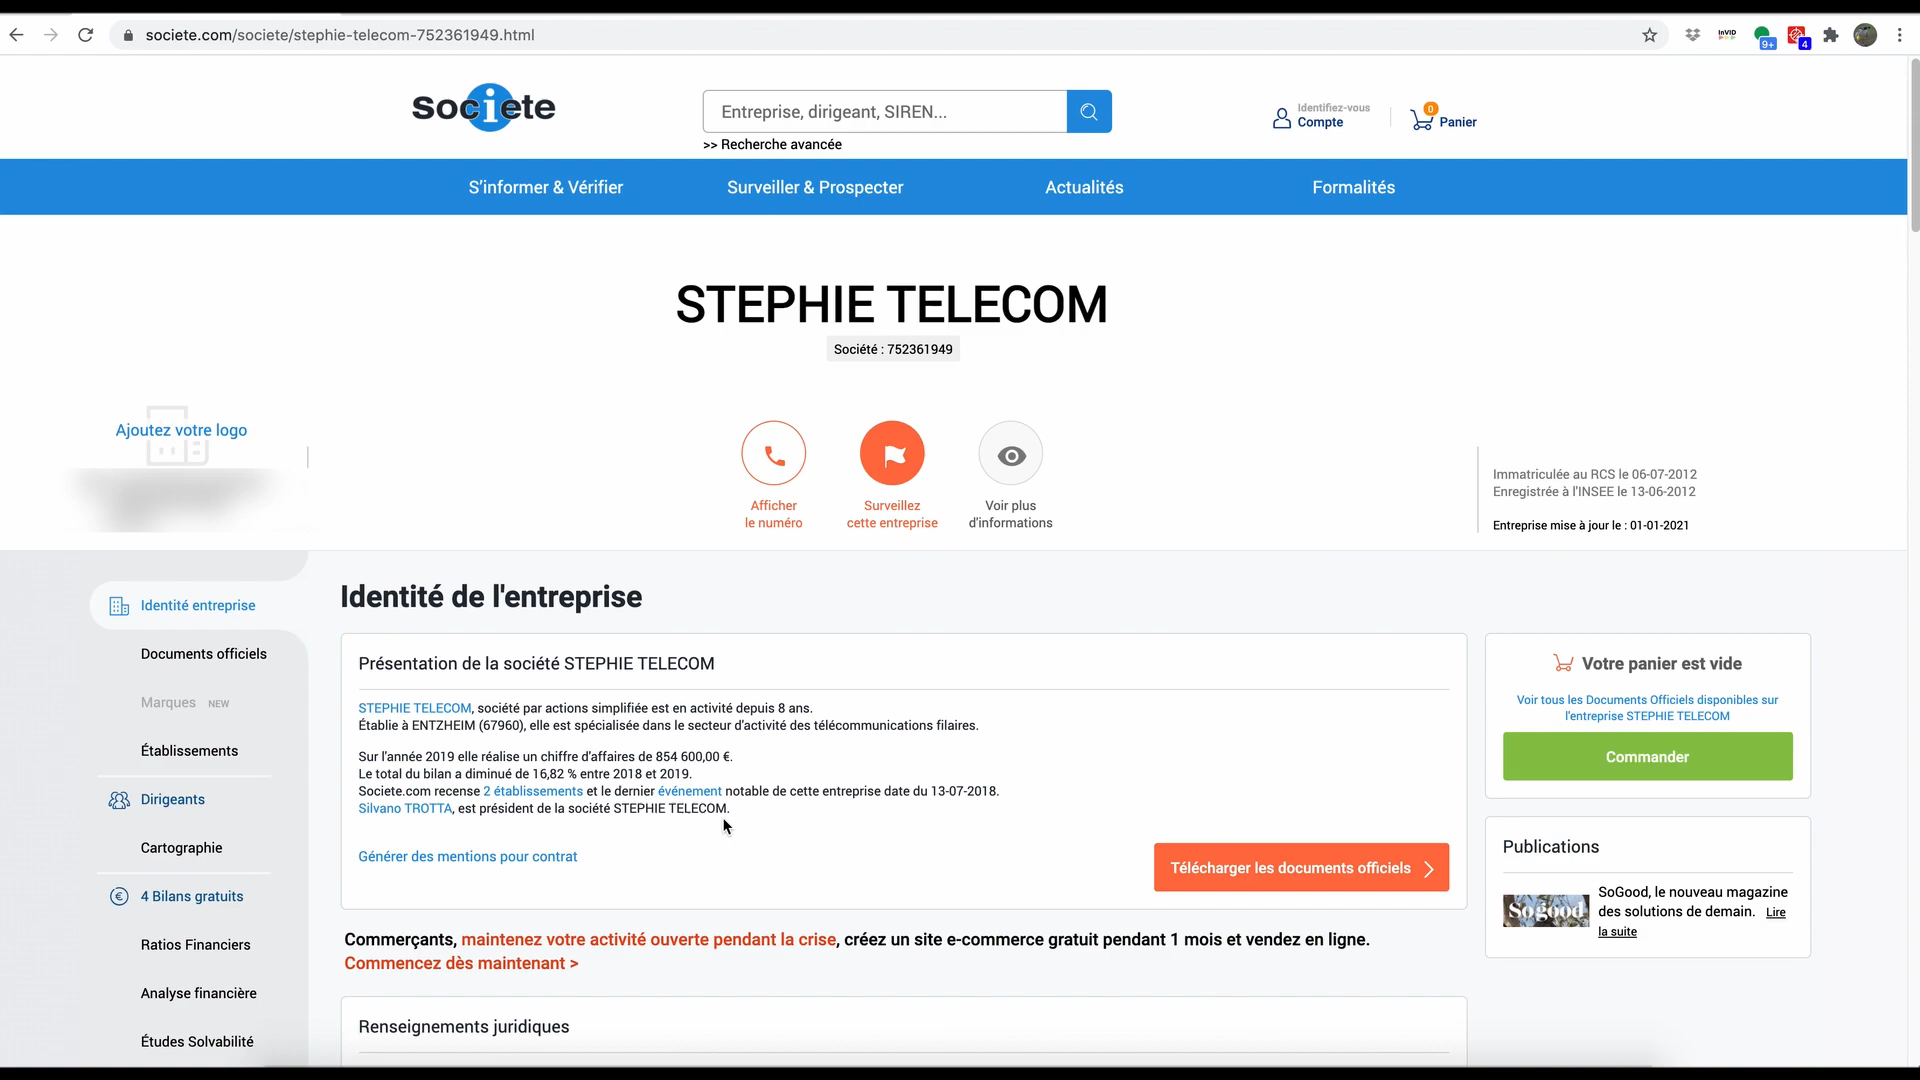 societe.com/societe/stephie-telecom-752361949.html
InVID
9+
4
societe
Entreprise, dirigeant, SIREN...
>> Recherche avancée
Identifiez-vous
Compte
0
Panier
S'informer & Vérifier
Surveiller & Prospecter
Actualités
Formalités
STEPHIE TELECOM
Société : 752361949
Ajoutez votre logo
Afficher
le numéro
Surveillez
cette entreprise
Voir plus
d'informations
Immatriculée au RCS le 06-07-2012
Enregistrée à l'INSEE le 13-06-2012
Entreprise mise à jour le : 01-01-2021
Identité entreprise
Documents officiels
Marques NEW
Établissements
Dirigeants
Cartographie
4 Bilans gratuits
Ratios Financiers
Analyse financière
Études Solvabilité
Identité de l'entreprise
Présentation de la société STEPHIE TELECOM
STEPHIE TELECOM, société par actions simplifiée est en activité depuis 8 ans.
Établie à ENTZHEIM (67960), elle est spécialisée dans le secteur d'activité des télécommunications filaires.
Sur l'année 2019 elle réalise un chiffre d'affaires de 854 600,00 €.
Le total du bilan a diminué de 16,82 % entre 2018 et 2019.
Societe.com recense 2 établissements et le dernier événement notable de cette entreprise date du 13-07-2018.
Silvano TROTTA, est président de la société STEPHIE TELECOM.
Générer des mentions pour contrat
Télécharger les documents officiels
Commerçants, maintenez votre activité ouverte pendant la crise, créez un site e-commerce gratuit pendant 1 mois et vendez en ligne.
Commencez dès maintenant >
Renseignements juridiques
Votre panier est vide
Voir tous les Documents Officiels disponibles sur
l'entreprise STEPHIE TELECOM
Commander
Publications
Sogood
SoGood, le nouveau magazine
des solutions de demain. Lire
la suite